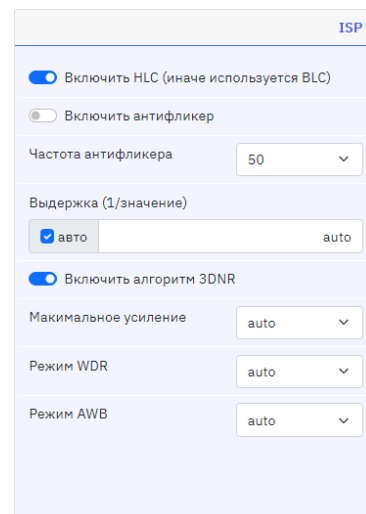 ISP
Включить HLC (иначе используется BLC)
Включить антифликер
Частота антифликера
50
Выдержка (1/значение)
авто
auto
Включить алгоритм 3DNR
Макимальное усиление
auto
Режим WDR
auto
Режим AWB
auto